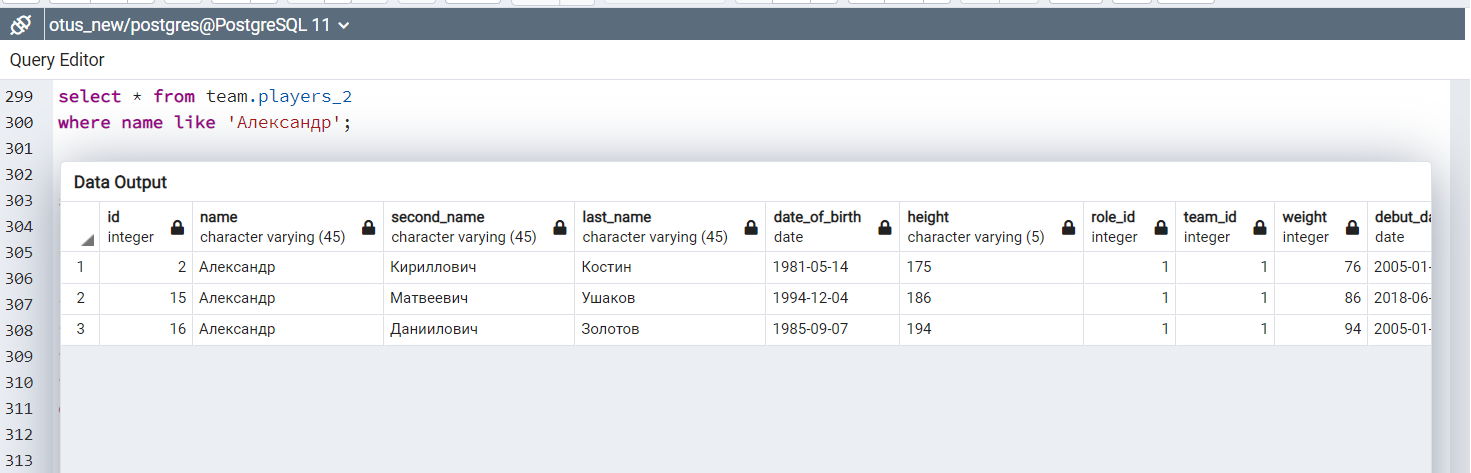 otus_new/postgres@PostgreSQL 11
Query Editor
299 select * from team.players_2
300 where name like 'Александр';
301
302
303
304
305
306
307
308
309
310
311
312
313
Data Output
id name second_name last_name date_of_birth height role_id team_id weight
integer character varying (45) character varying (45) character varying (45) date character varying (5) integer integer integer date
1 2 Александр Кириллович Костин 1981-05-14 175 1 1 76 2005-01-
2 15 Александр Матвеевич Ушаков 1994-12-04 186 1 1 86 2018-06-
3 16 Александр Даниилович Золотов 1985-09-07 194 1 1 94 2005-01-